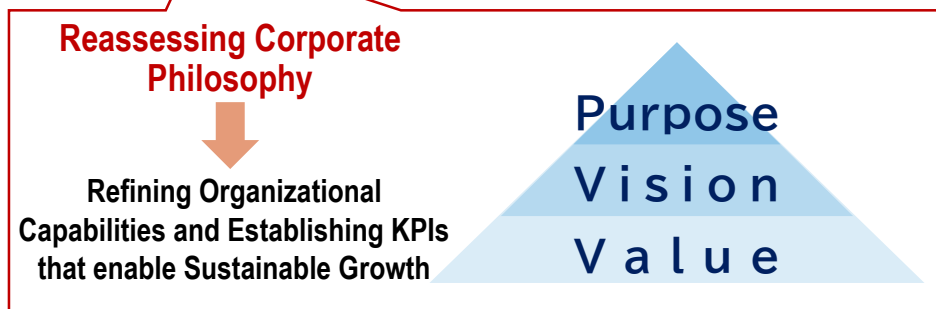 Reassessing Corporate
Philosophy
Refining Organizational
Capabilities and Establishing KPIs
that enable Sustainable Growth
Purpose
Vision
Value